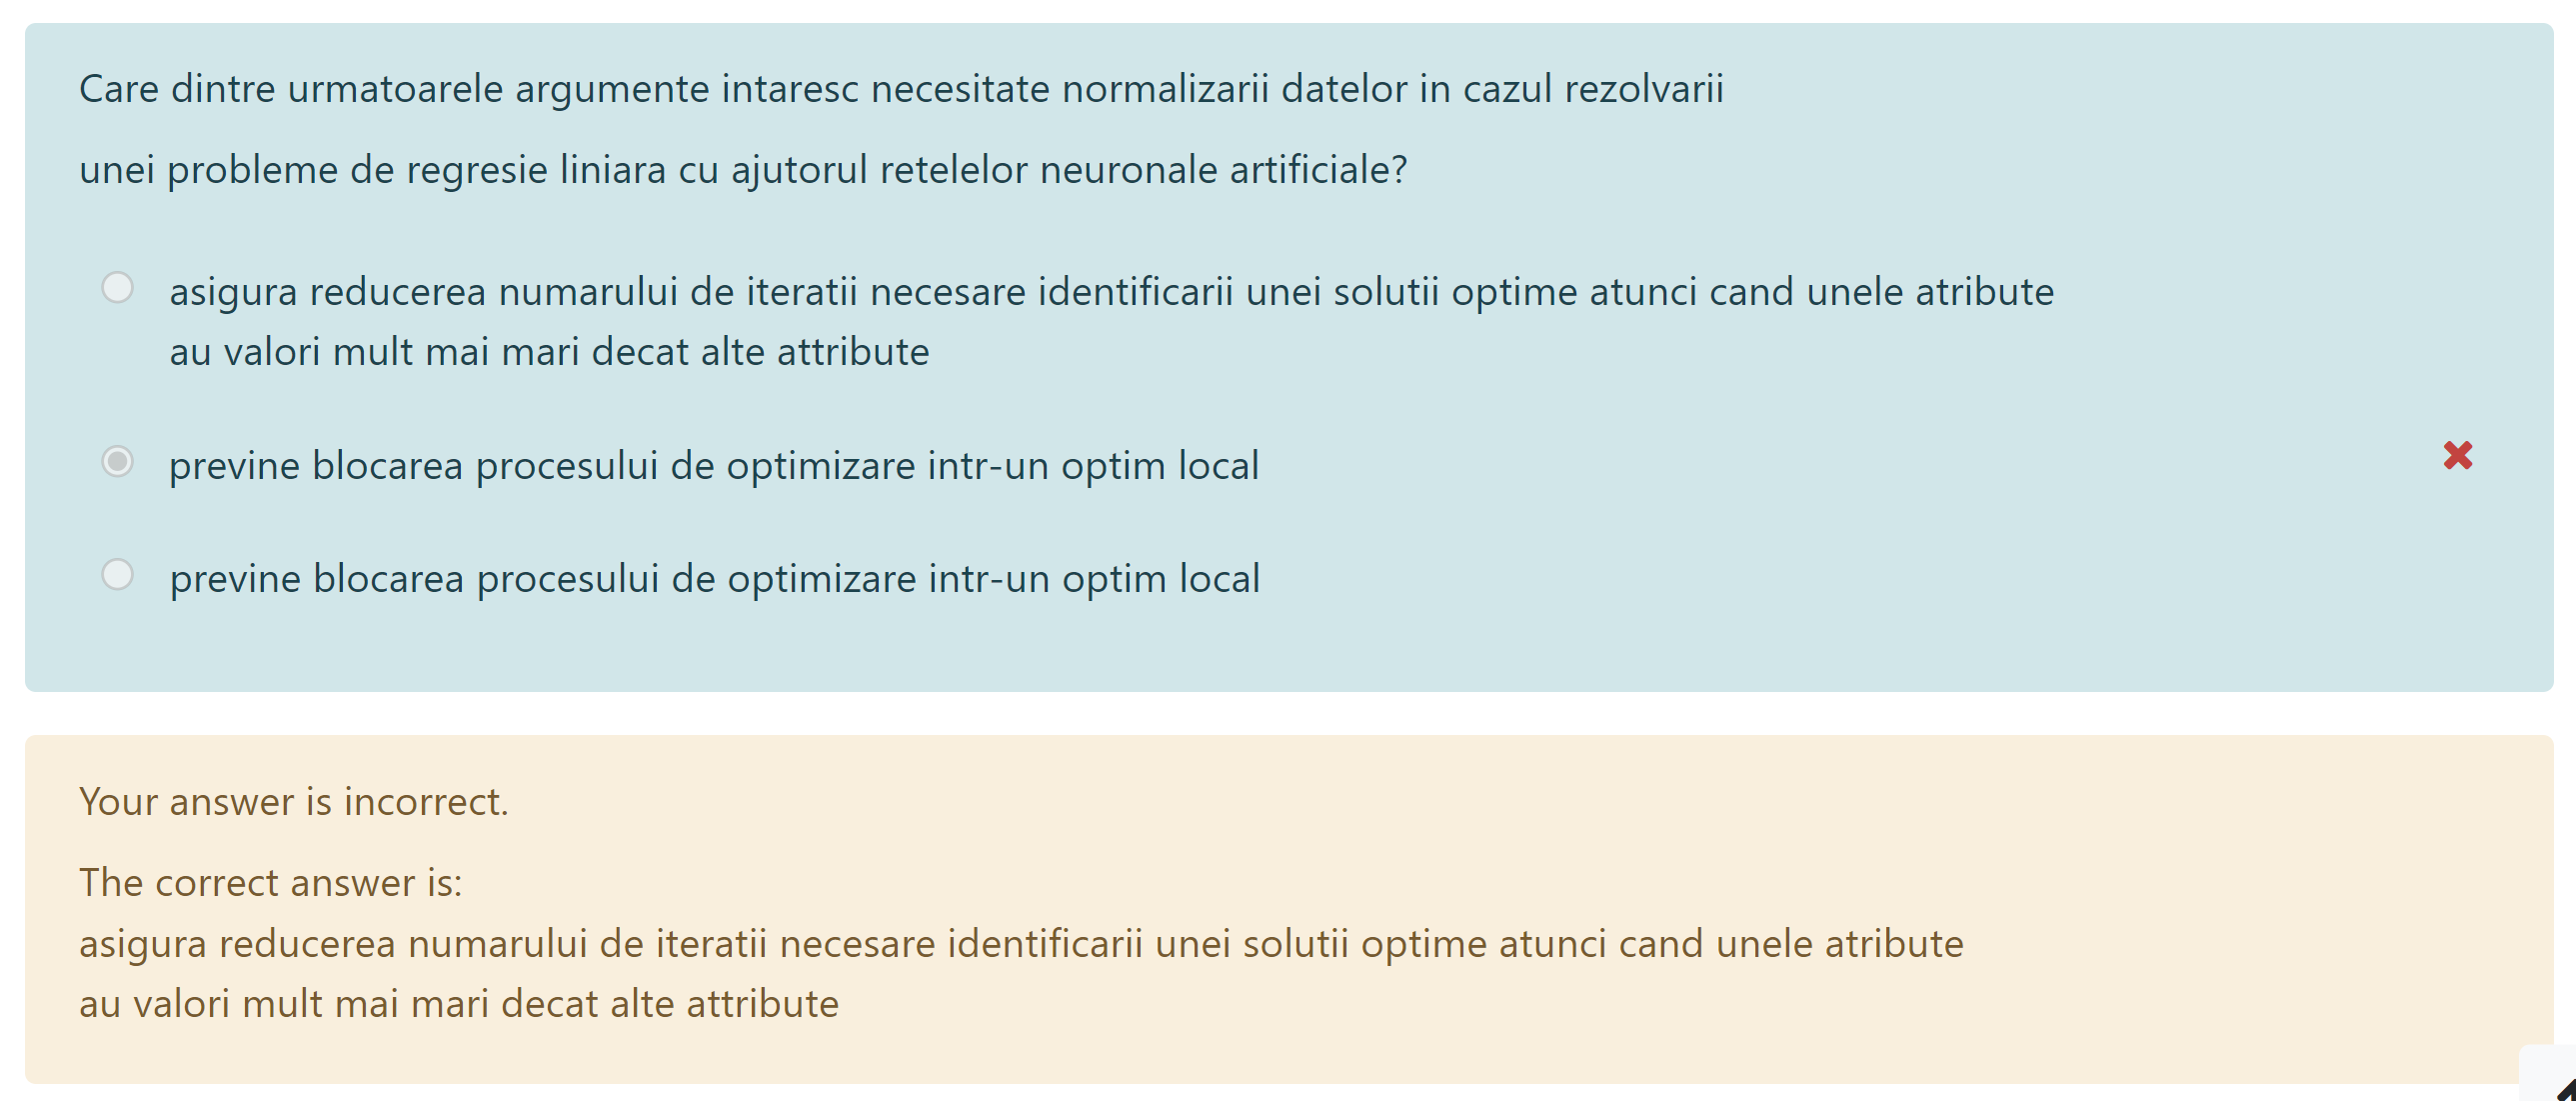 Care dintre urmatoarele argumente intaresc necesitate normalizarii datelor in cazul rezolvarii
unei probleme de regresie liniara cu ajutorul retelelor neuronale artificiale?
asigura reducerea numarului de iteratii necesare identificarii unei solutii optime atunci cand unele atribute
au valori mult mai mari decat alte attribute
previne blocarea procesului de optimizare intr-un optim local
previne blocarea procesului de optimizare intr-un optim local
Your answer is incorrect.
The correct answer is:
asigura reducerea numarului de iteratii necesare identificarii unei solutii optime atunci cand unele atribute
au valori mult mai mari decat alte attribute